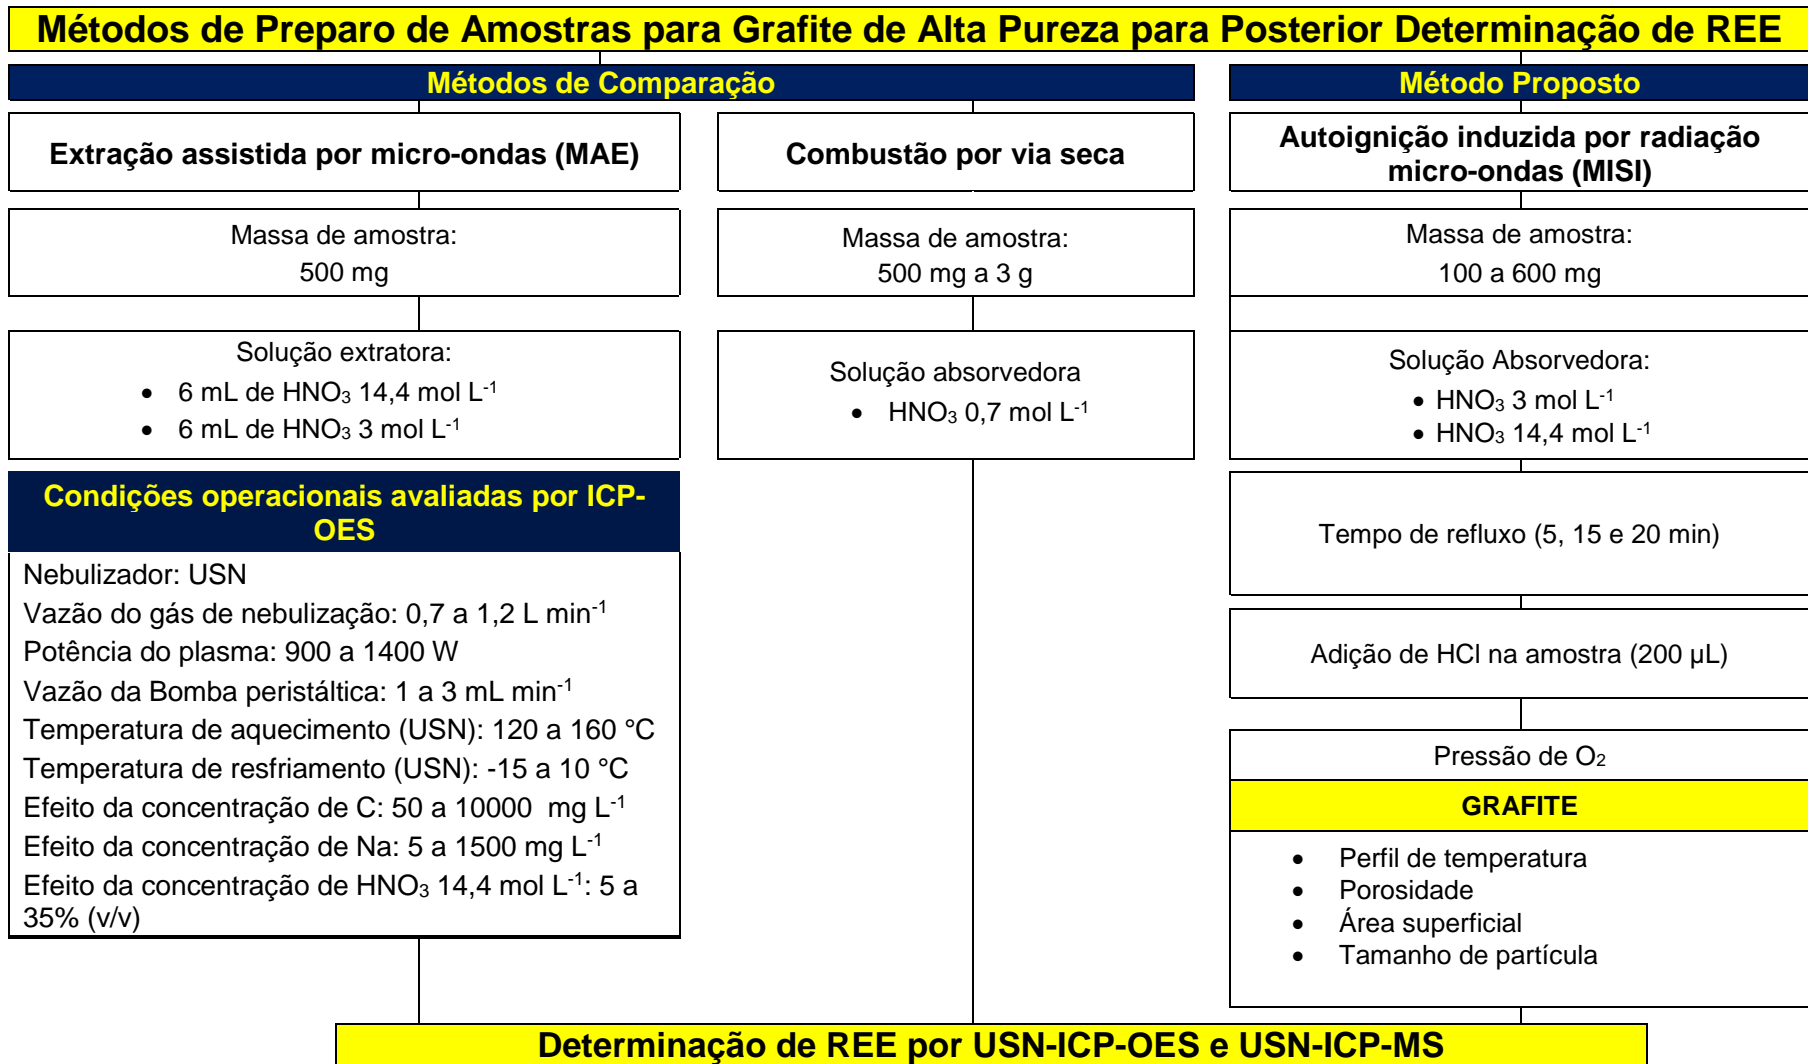 Métodos de Preparo de Amostras para Grafite de Alta Pureza para Posterior Determinação de REE
Métodos de Comparação
Método Proposto
Extração assistida por micro-ondas (MAE)
Combustão por via seca
Autoignição induzida por radiação
micro-ondas (MISI)
Massa de amostra:
500 mg
Massa de amostra:
500 mg a 3 g
Massa de amostra:
100 a 600 mg
Solução extratora:
• 6 mL de HNO₃ 14,4 mol L⁻¹
• 6 mL de HNO₃ 3 mol L⁻¹
Solução absorvedora
• HNO₃ 0,7 mol L⁻¹
Solução Absorvedora:
• HNO₃ 3 mol L⁻¹
• HNO₃ 14,4 mol L⁻¹
Condições operacionais avaliadas por ICP-
OES
Nebulizador: USN
Vazão do gás de nebulização: 0,7 a 1,2 L min⁻¹
Potência do plasma: 900 a 1400 W
Vazão da Bomba peristáltica: 1 a 3 mL min⁻¹
Temperatura de aquecimento (USN): 120 a 160 °C
Temperatura de resfriamento (USN): -15 a 10 °C
Efeito da concentração de C: 50 a 10000 mg L⁻¹
Efeito da concentração de Na: 5 a 1500 mg L⁻¹
Efeito da concentração de HNO₃ 14,4 mol L⁻¹: 5 a
35% (v/v)
Tempo de refluxo (5, 15 e 20 min)
Adição de HCl na amostra (200 µL)
Pressão de O₂
GRAFITE
• Perfil de temperatura
• Porosidade
• Área superficial
• Tamanho de partícula
Determinação de REE por USN-ICP-OES e USN-ICP-MS